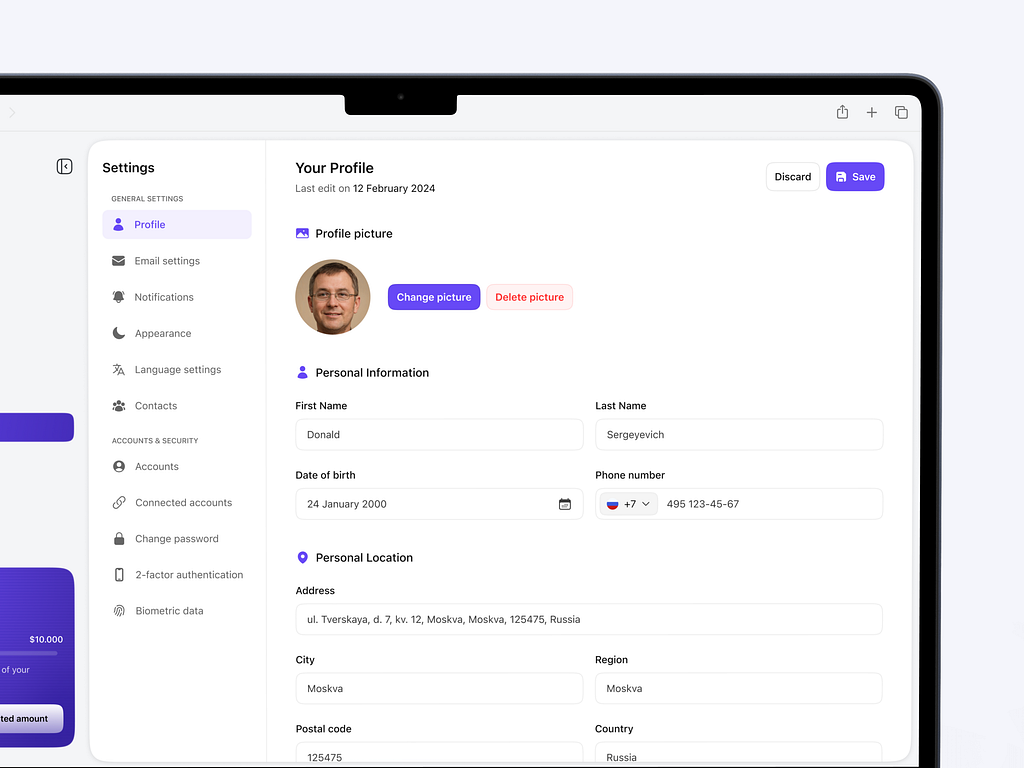 Settings
GENERAL SETTINGS
Profile
Email settings
Notifications
Appearance
Language settings
Contacts
ACCOUNTS & SECURITY
Accounts
Connected accounts
Change password
2-factor authentication
Biometric data
$10.000
of your
ted amount
Your Profile
Last edit on 12 February 2024
Discard
Save
Profile picture
Change picture
Delete picture
Personal Information
First Name
Last Name
Donald
Sergeyevich
Date of birth
Phone number
24 January 2000
+7
495 123-45-67
Personal Location
Address
ul. Tverskaya, d. 7, kv. 12, Moskva, Moskva, 125475, Russia
City
Region
Moskva
Moskva
Postal code
Country
125475
Russia